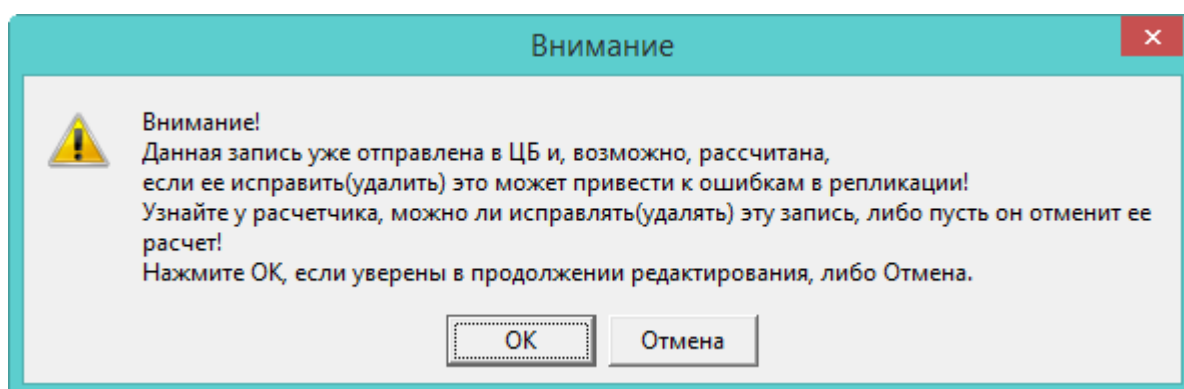 Внимание
Внимание!
Данная запись уже отправлена в ЦБ и, возможно, рассчитана,
если ее исправить(удалить) это может привести к ошибкам в репликации!
Узнайте у расчетчика, можно ли исправлять(удалять) эту запись, либо пусть он отменит ее
расчет!
Нажмите ОК, если уверены в продолжении редактирования, либо Отмена.
ОК
Отмена